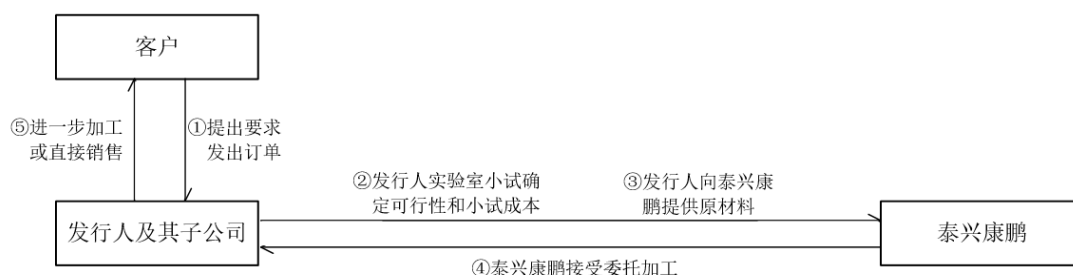 客户
⑤进一步加工
或直接销售
①提出要求
发出订单
②发行人实验室小试确
定可行性和小试成本
③发行人向泰兴康
鹏提供原材料
发行人及其子公司
泰兴康鹏
④泰兴康鹏接受委托加工